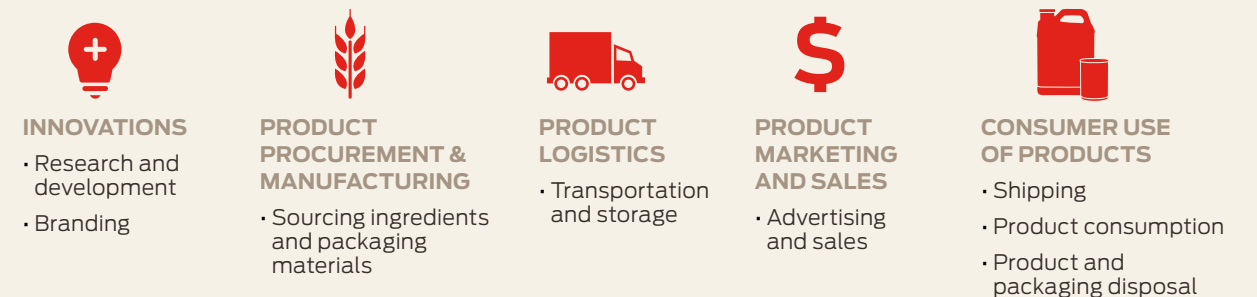 INNOVATIONS
· Research and
development
· Branding
PRODUCT
PROCUREMENT &
MANUFACTURING
· Sourcing ingredients
and packaging
materials
PRODUCT
LOGISTICS
· Transportation
and storage
$
PRODUCT
MARKETING
AND SALES
· Advertising
and sales
CONSUMER USE
OF PRODUCTS
· Shipping
· Product consumption
· Product and
packaging disposal